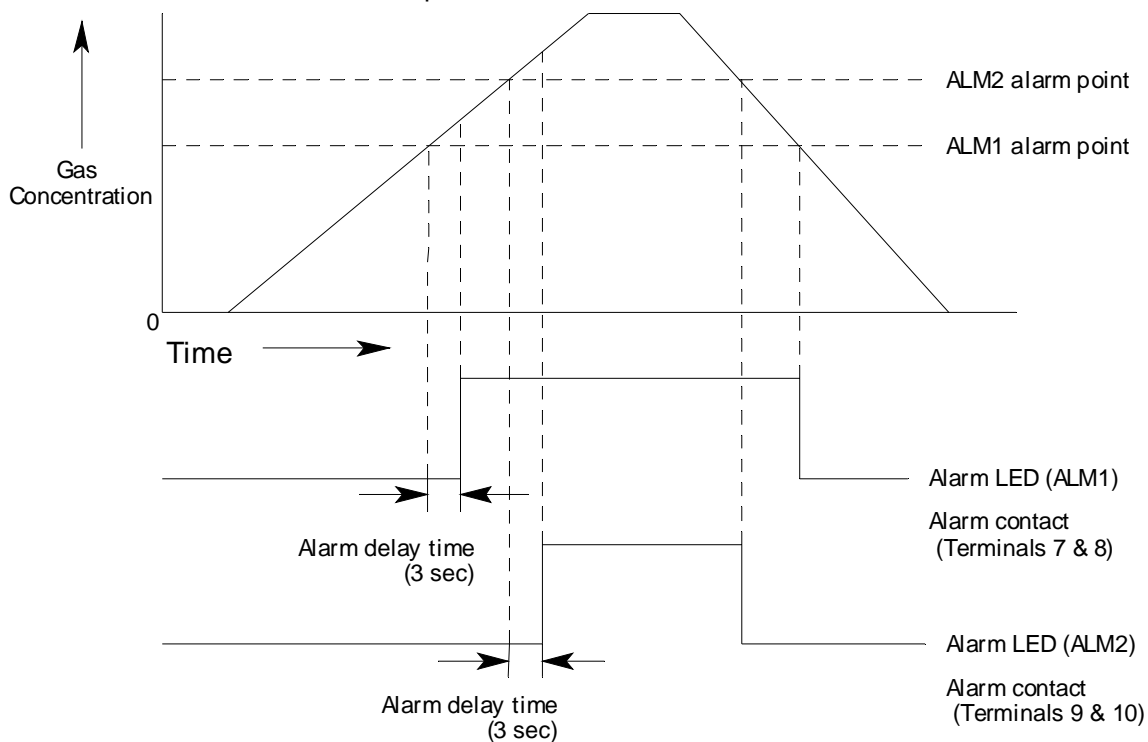 ALM2 alarm point
ALM1 alarm point
Gas
Concentration
0
Time
Alarm LED (ALM1)
Alarm contact
(Terminals 7 & 8)
Alarm delay time
(3 sec)
Alarm LED (ALM2)
Alarm contact
(Terminals 9 & 10)
Alarm delay time
(3 sec)